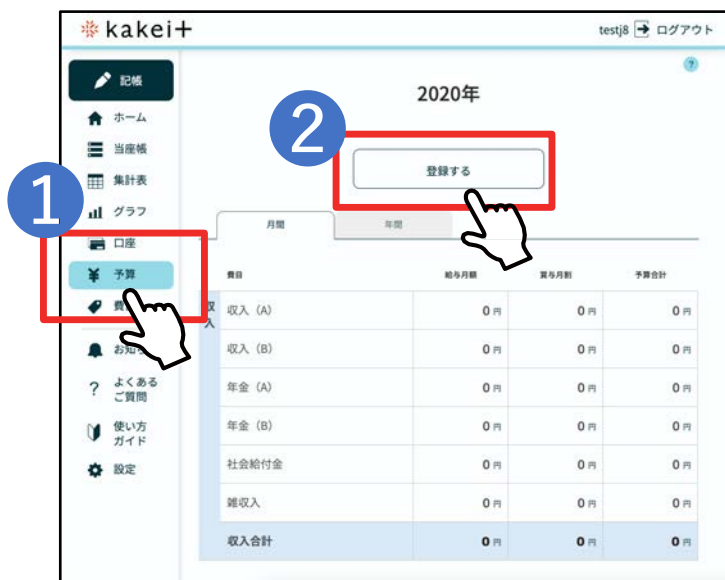 kakei+
testj8 ログアウト
?
記帳
ホーム
当座帳
集計表
グラフ
口座
予算
費
お知ら
? よくある
ご質問
使い方
ガイド
設定
1
2020年
2
登録する
月間 年間
費目 給与月額 賞与月割 予算合計
収入
収入（A） 0 円 0 円 0 円
収入（B） 0 円 0 円 0 円
年金（A） 0 円 0 円 0 円
年金（B） 0 円 0 円 0 円
社会給付金 0 円 0 円 0 円
雑収入 0 円 0 円 0 円
収入合計 0 円 0 円 0 円